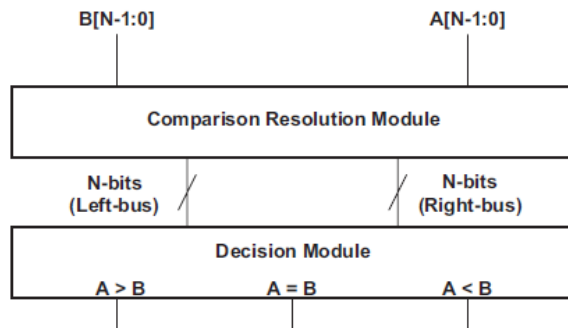 B[N-1:0]
A[N-1:0]
Comparison Resolution Module
N-bits
(Left-bus)
N-bits
(Right-bus)
Decision Module
A > B
A = B
A < B